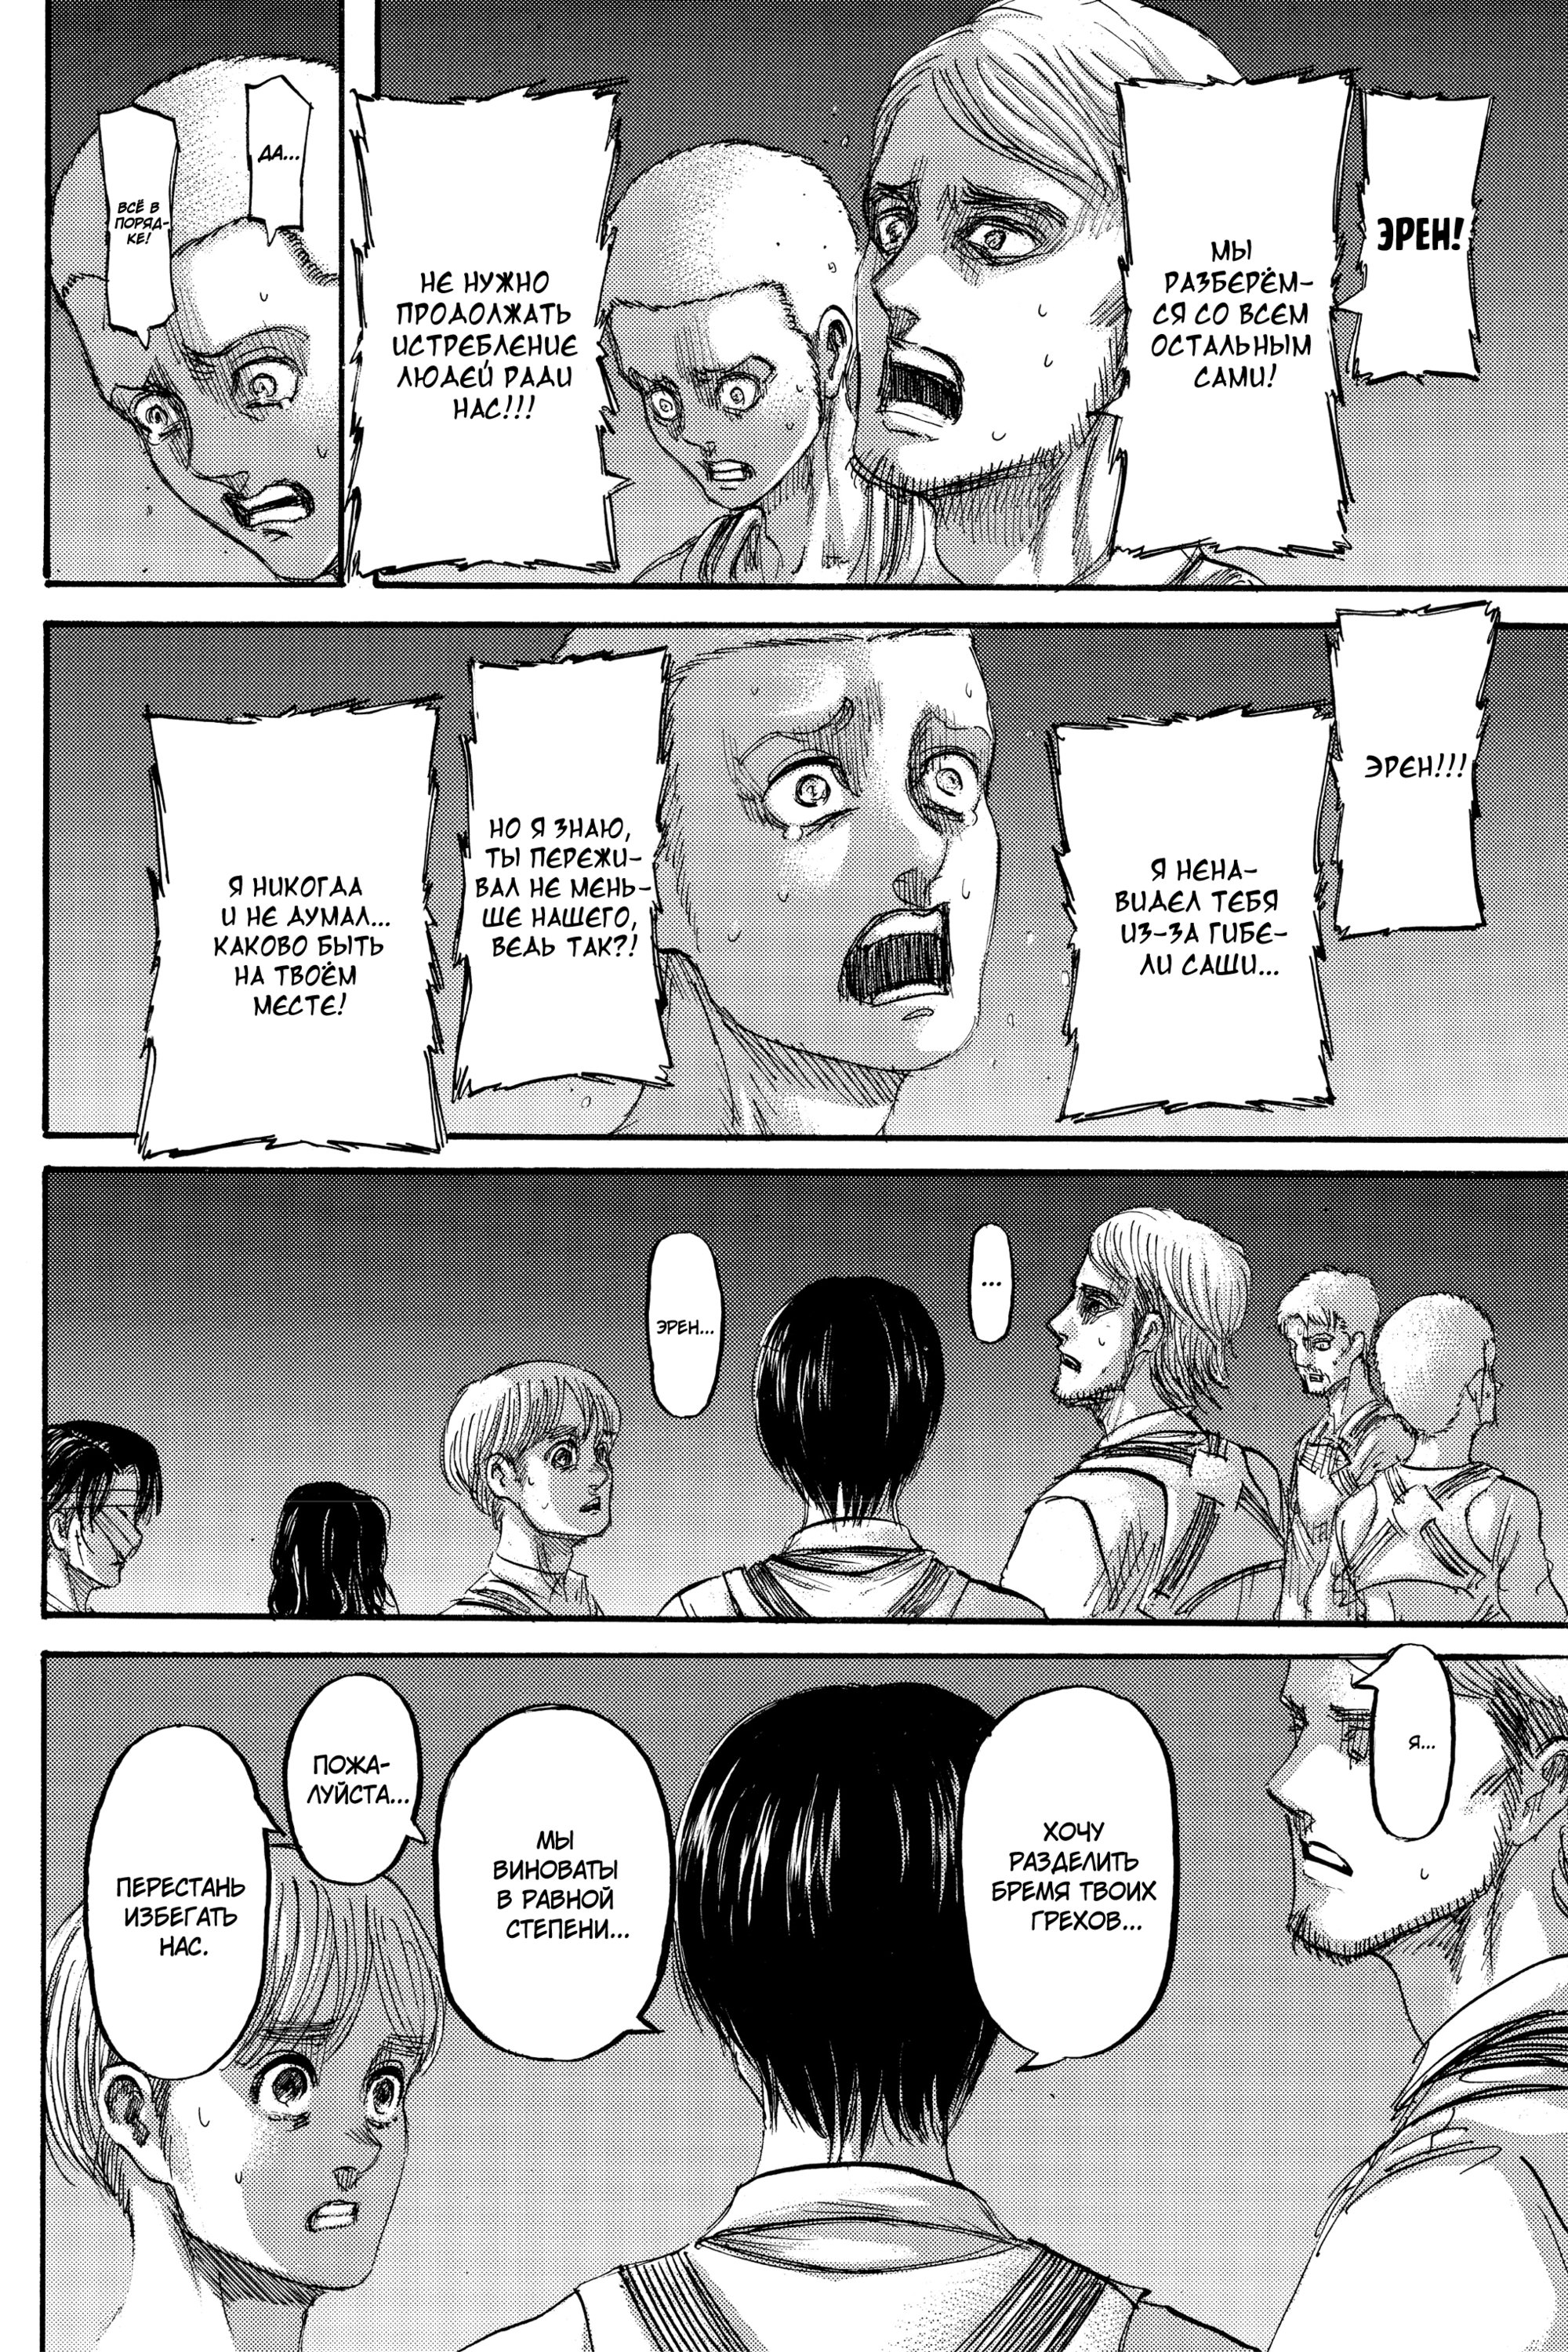 ЭРЕН!
МЫ
РАЗБЕРЁМ-
СЯ СО ВСЕМ
ОСТАЛЬНЫМ
САМИ!
НЕ НУЖНО
ПРОДОЛЖАТЬ
ИСТРЕБЛЕНИЕ
ЛЮДЕЙ РАДИ
НАС!!!
ДА...
ВСЁ В
ПОРЯД-
КЕ!
ЭРЕН!!!
Я НЕНА-
ВИДЕЛ ТЕБЯ
ИЗ-ЗА ГИБЕ-
ЛИ САШИ...
НО Я ЗНАЮ,
ТЫ ПЕРЕЖИ-
ВАЛ НЕ МЕНЬ-
ШЕ НАШЕГО,
ВЕДЬ ТАК?!
Я НИКОГДА
И НЕ ДУМАЛ...
КАКОВО БЫТЬ
НА ТВОЁМ
МЕСТЕ!
...
ЭРЕН...
Я...
ХОЧУ
РАЗДЕЛИТЬ
БРЕМЯ ТВОИХ
ГРЕХОВ...
МЫ
ВИНОВАТЫ
В РАВНОЙ
СТЕПЕНИ...
ПОЖА-
ЛУЙСТА...
ПЕРЕСТАНЬ
ИЗБЕГАТЬ
НАС.